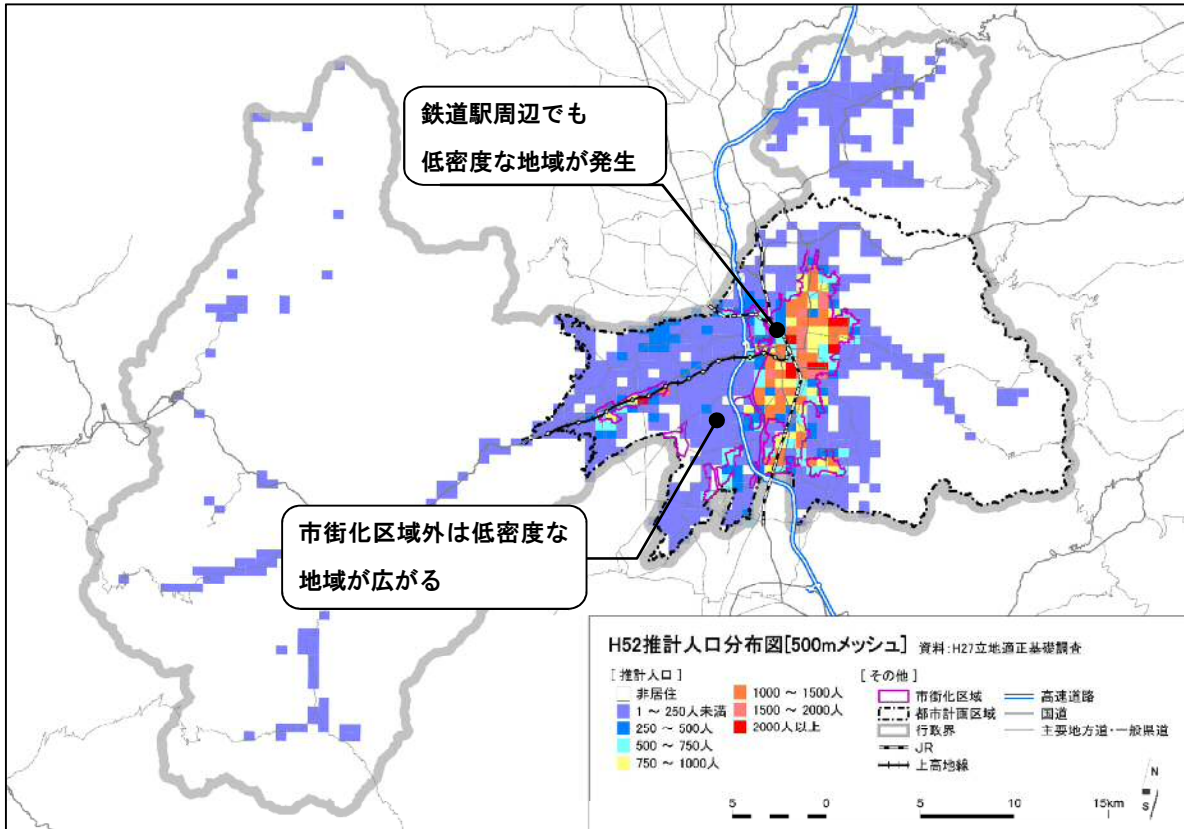 鉄道駅周辺でも
低密度な地域が発生
市街化区域外は低密度な
地域が広がる
H52推計人口分布図[500mメッシュ] 資料:H27立地適正基礎調査
[推計人口]
非居住
1 ~ 250人未満
250 ~ 500人
500 ~ 750人
750 ~ 1000人
1000 ~ 1500人
1500 ~ 2000人
2000人以上
[その他]
市街化区域
都市計画区域
行政界
JR
上高地線
高速道路
国道
主要地方道・一般県道
5 0 5 10 15km
N
S